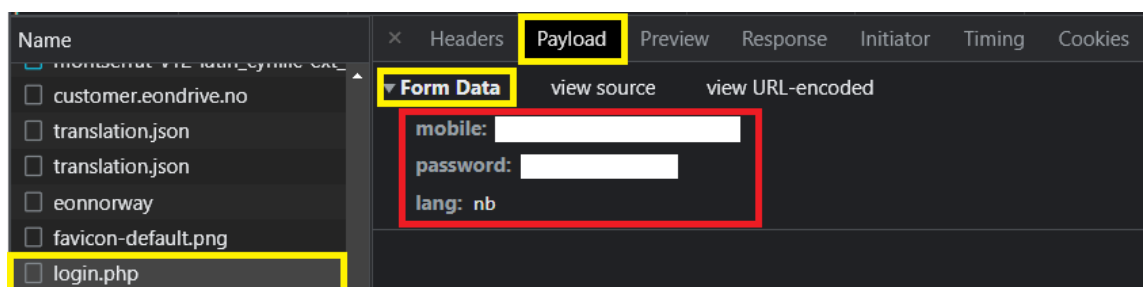 Name
× Headers Payload Preview Response Initiator Timing Cookies
customer.eondrive.no
translation.json
translation.json
eonnorway
favicon-default.png
login.php
▼ Form Data view source view URL-encoded
mobile:
password:
lang: nb